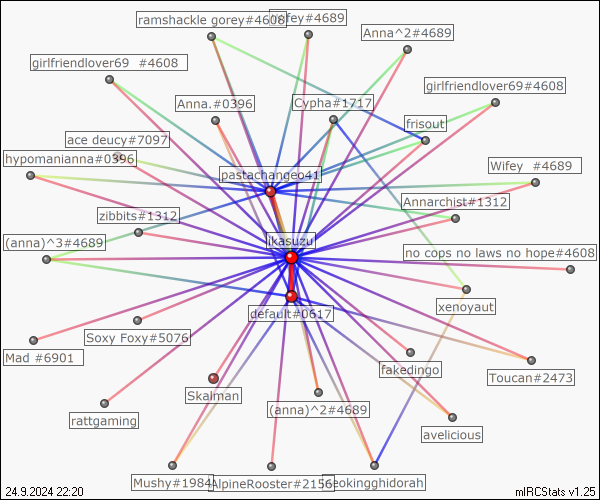 ramshackle gorey#4608
Wifey#4689
Anna^2#4689
girlfriendlover69 #4608
girlfriendlover69#4608
Anna.#0396
Cypha#1717
frisout
ace deucy#7097
hypomanianna#0396
pastachangeo41
Wifey #4689
Annarchist#1312
zibbits#1312
(anna)^3#4689
ikasuzu
no cops no laws no hope#4608
xenoyaut
default#0617
Soxy Foxy#5076
Mad #6901
fakedingo
Toucan#2473
Skalman
(anna)^2#4689
rattgaming
avelicious
Mushy#1984
AlpineRooster#2156
eokingghidorah
24.9.2024 22:20
mIRCStats v1.25